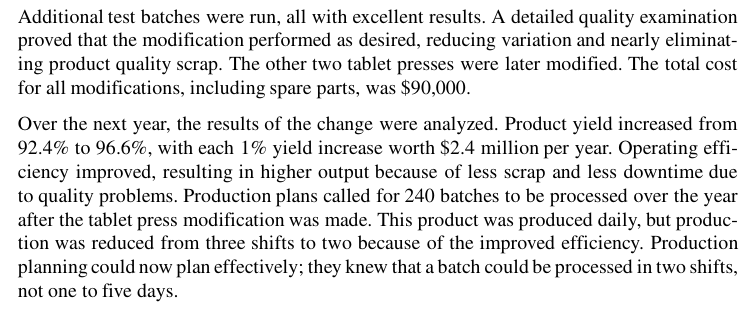 Additional test batches were run, all with excellent results. A detailed quality examination
proved that the modification performed as desired, reducing variation and nearly eliminat-
ing product quality scrap. The other two tablet presses were later modified. The total cost
for all modifications, including spare parts, was $90,000.
Over the next year, the results of the change were analyzed. Product yield increased from
92.4% to 96.6%, with each 1% yield increase worth $2.4 million per year. Operating effi-
ciency improved, resulting in higher output because of less scrap and less downtime due
to quality problems. Production plans called for 240 batches to be processed over the year
after the tablet press modification was made. This product was produced daily, but produc-
tion was reduced from three shifts to two because of the improved efficiency. Production
planning could now plan effectively; they knew that a batch could be processed in two shifts,
not one to five days.